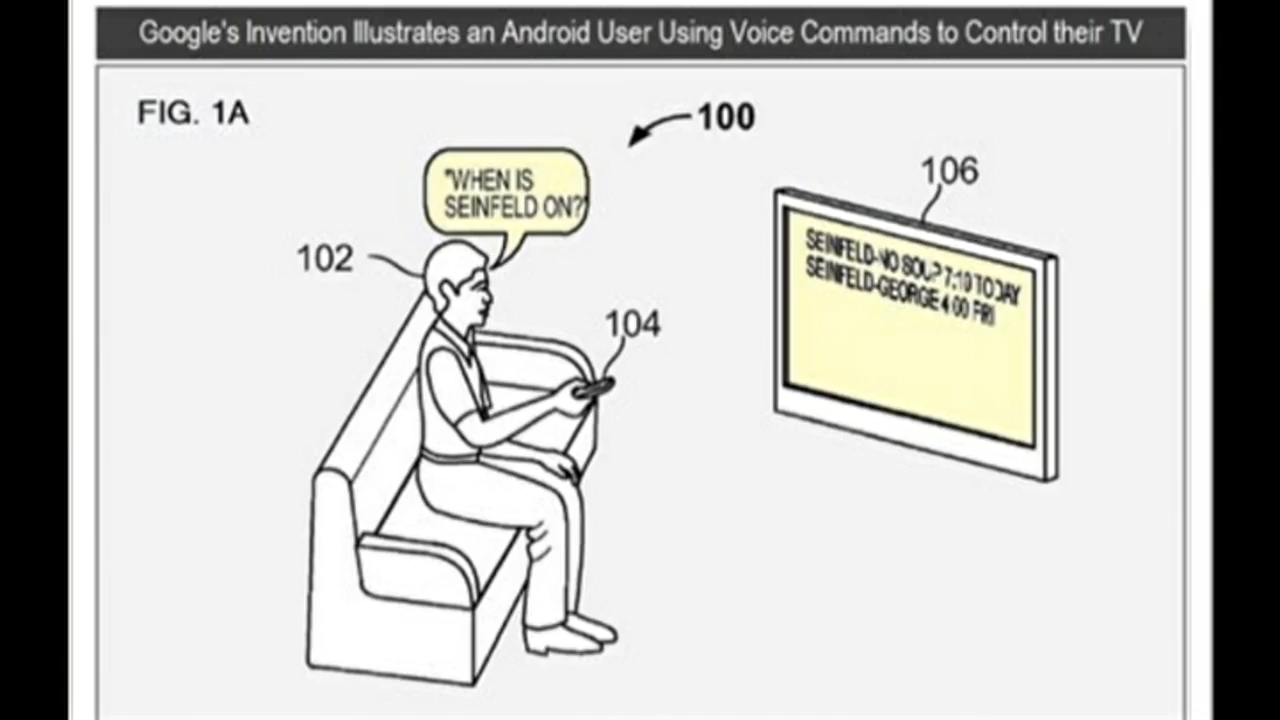 Google's Invention Illustrates an Android User Using Voice Commands to Control their TV
FIG. 1A
100
106
"WHEN IS
SEINFELD ON?"
102
SEINFELD-NO SOUP 7:10 TODAY
SEINFELD-GEORGE 4:00 FRI
104